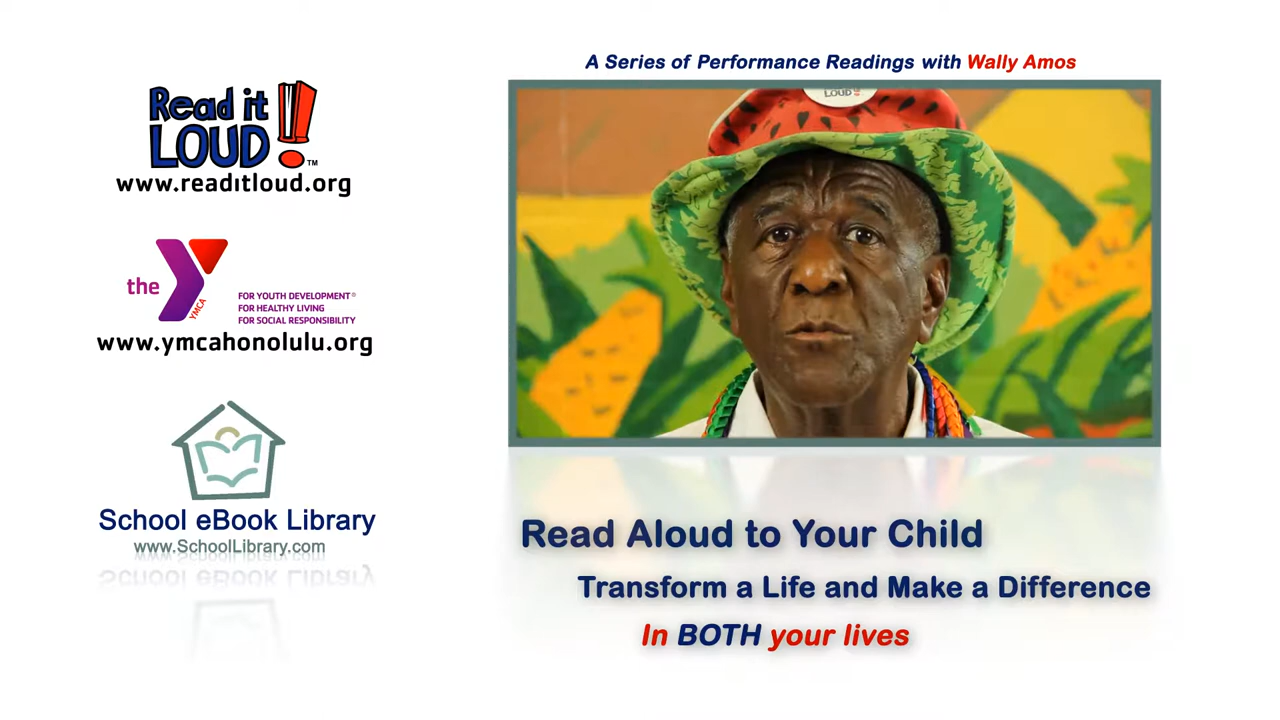 A Series of Performance Readings with Wally Amos
LOUD!
Read it
LOUD!™
www.readitloud.org
the
YMCA
FOR YOUTH DEVELOPMENT®
FOR HEALTHY LIVING
FOR SOCIAL RESPONSIBILITY
www.ymcahonolulu.org
School eBook Library
www.SchoolLibrary.com
Read Aloud to Your Child
Transform a Life and Make a Difference
In BOTH your lives